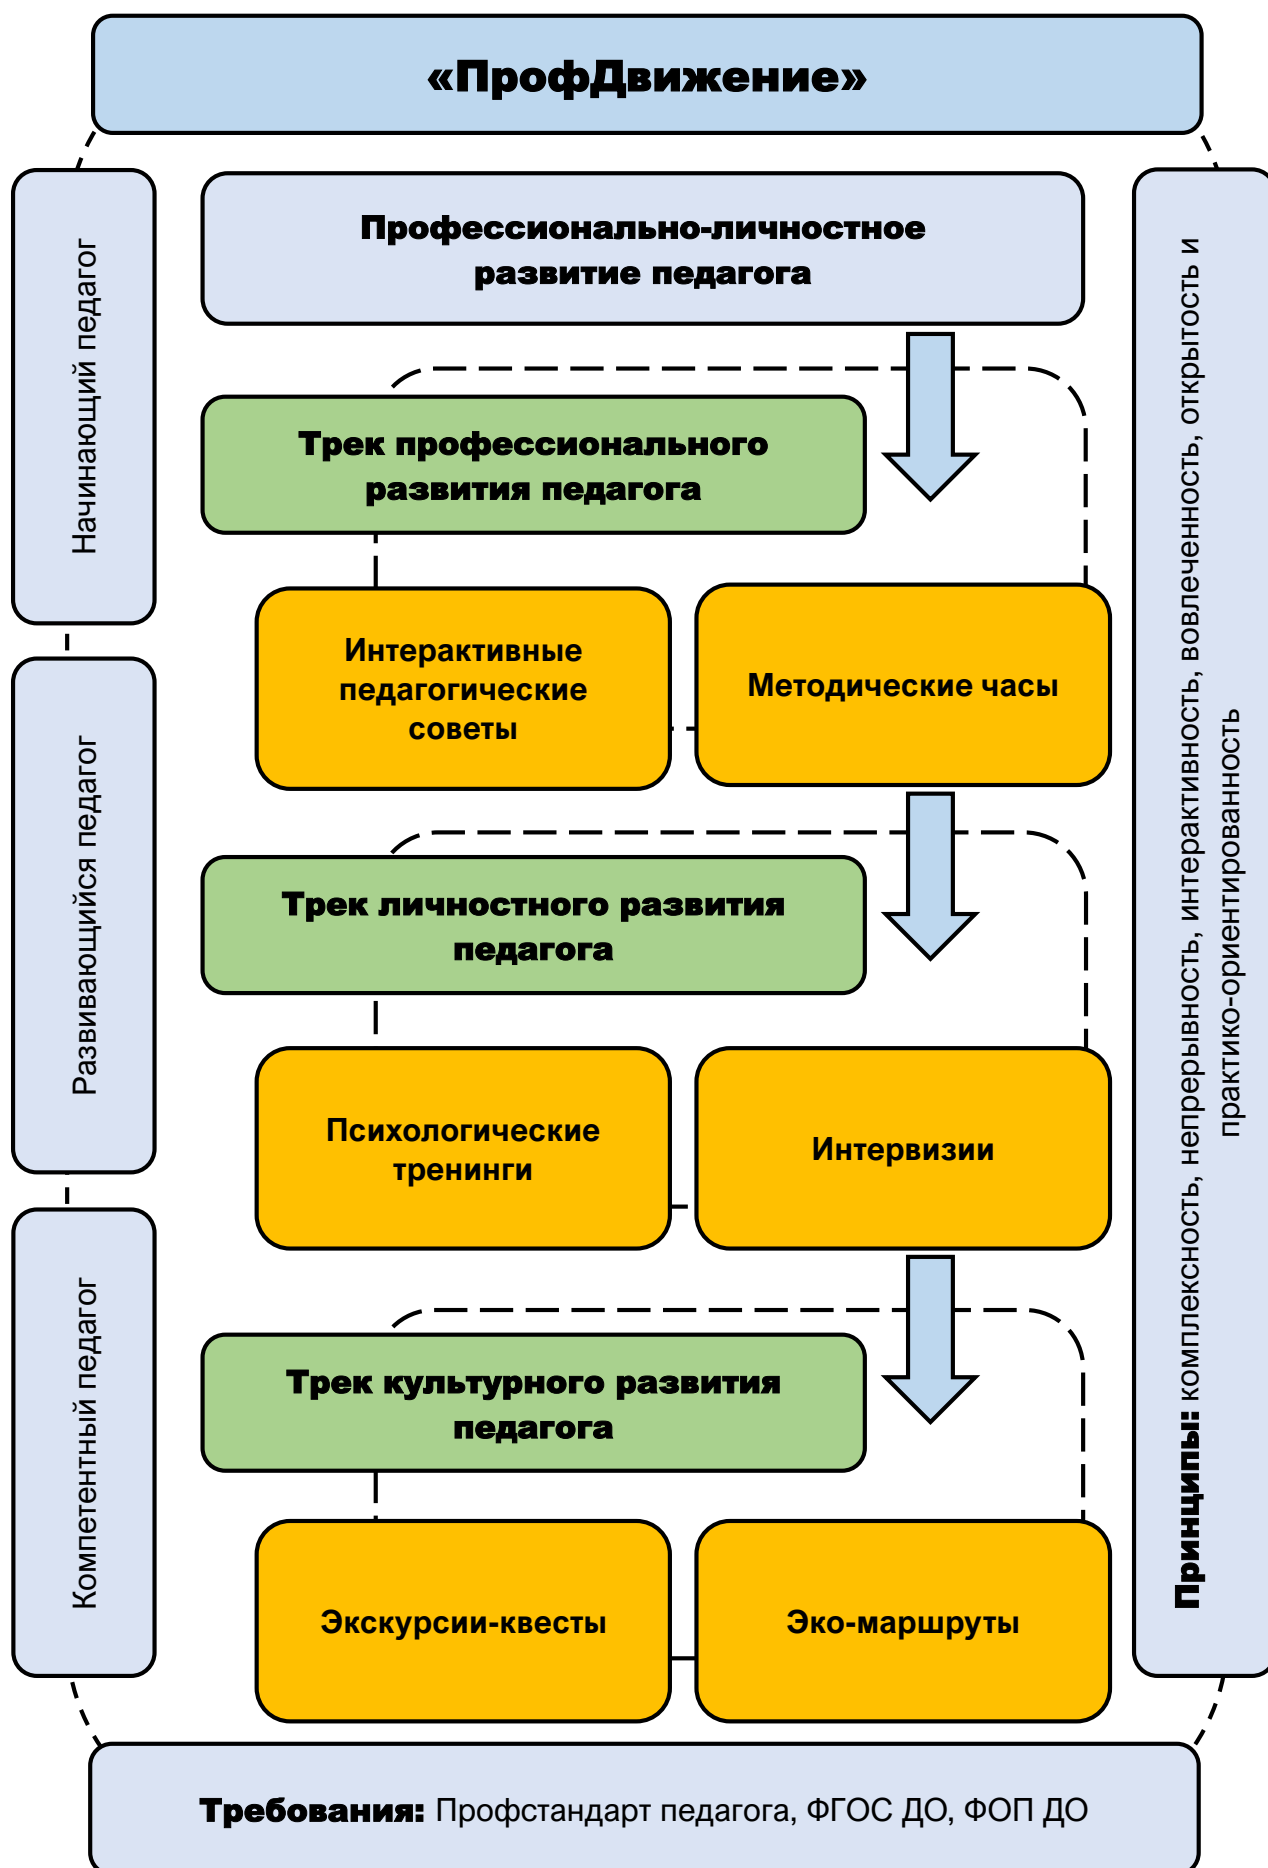 «ПрофДвижение»
Начинающий педагог
Развивающийся педагог
Компетентный педагог
Профессионально-личностное
развитие педагога
Трек профессионального
развития педагога
Интерактивные
педагогические
советы
Методические часы
Трек личностного развития
педагога
Психологические
тренинги
Интервизии
Трек культурного развития
педагога
Экскурсии-квесты
Эко-маршруты
Принципы: комплексность, непрерывность, интерактивность, вовлеченность, открытость и
практико-ориентированность
Требования: Профстандарт педагога, ФГОС ДО, ФОП ДО